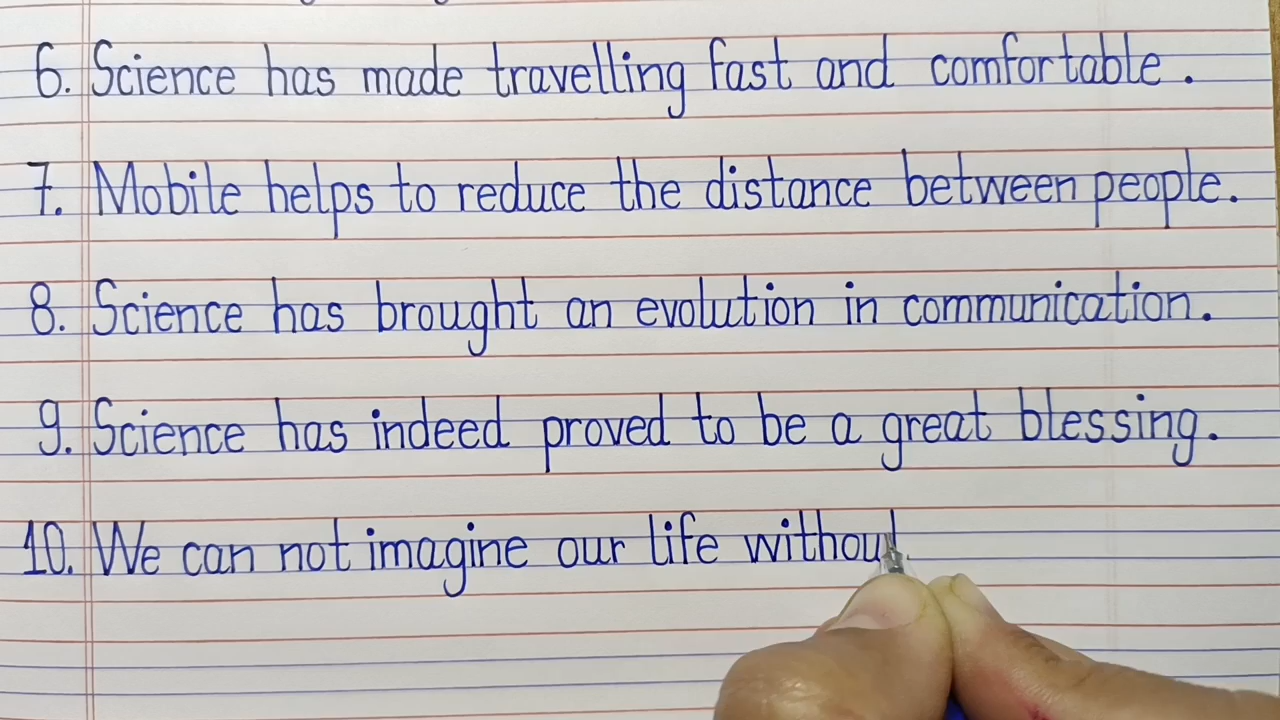 6. Science has made travelling fast and comfortable.
7. Mobile helps to reduce the distance between people.
8. Science has brought an evolution in communication.
9. Science has indeed proved to be a great blessing.
10. We can not imagine our life without